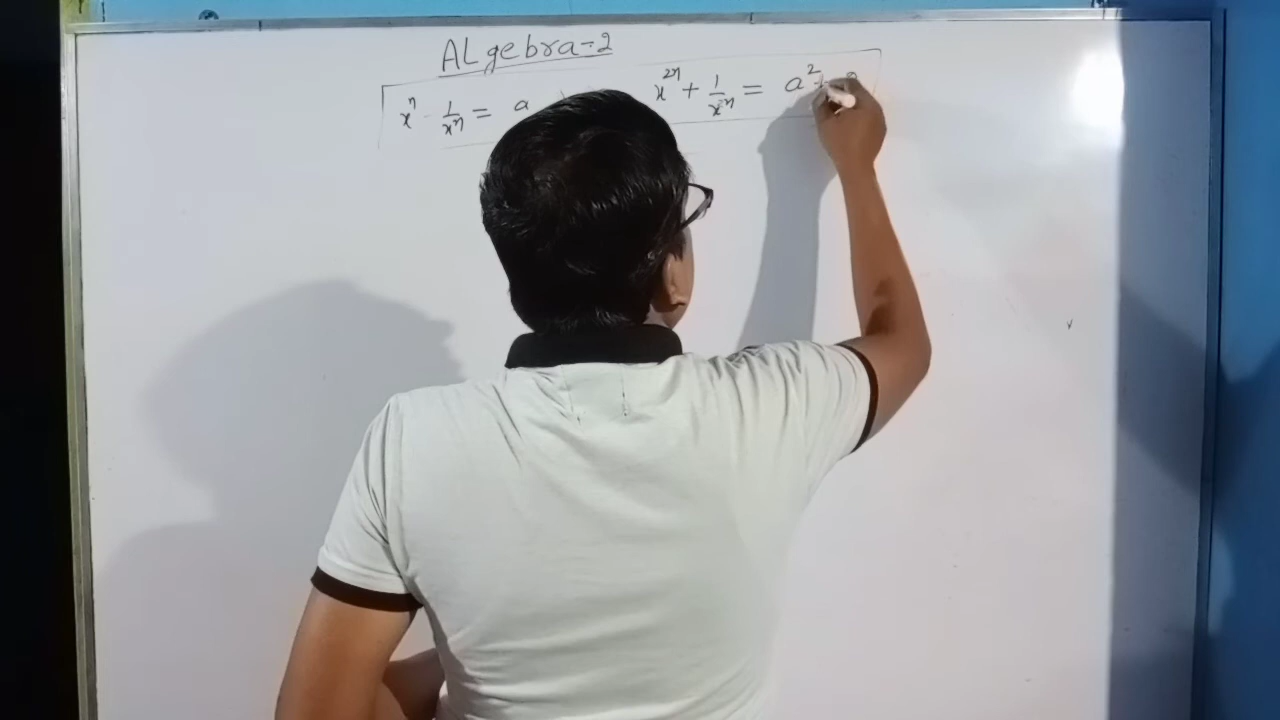 ALgebra-2
xⁿ - 1/xⁿ = a x²ⁿ + 1/x²ⁿ = a² +